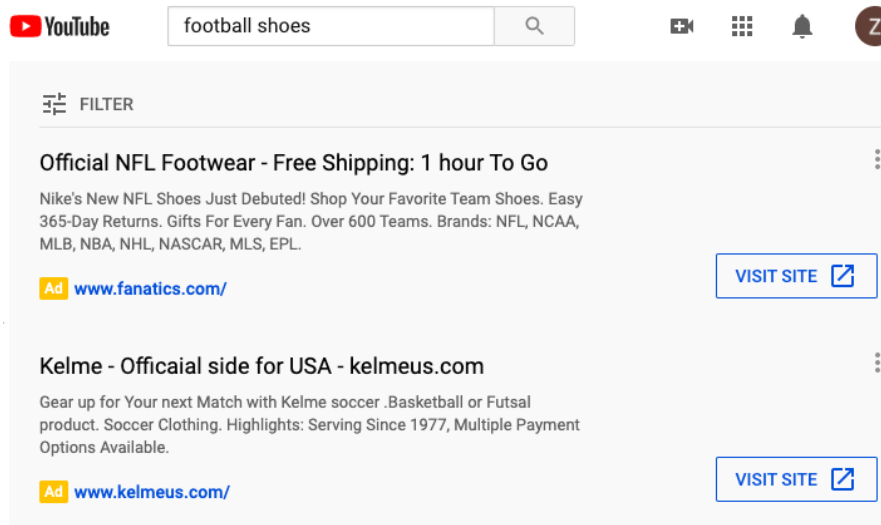 YouTube
football shoes
Z
FILTER
Official NFL Footwear - Free Shipping: 1 hour To Go
Nike's New NFL Shoes Just Debuted! Shop Your Favorite Team Shoes. Easy
365-Day Returns. Gifts For Every Fan. Over 600 Teams. Brands: NFL, NCAA,
MLB, NBA, NHL, NASCAR, MLS, EPL.
VISIT SITE
Ad www.fanatics.com/
Kelme - Officaial side for USA - kelmeus.com
Gear up for Your next Match with Kelme soccer .Basketball or Futsal
product. Soccer Clothing. Highlights: Serving Since 1977, Multiple Payment
Options Available.
VISIT SITE
Ad www.kelmeus.com/